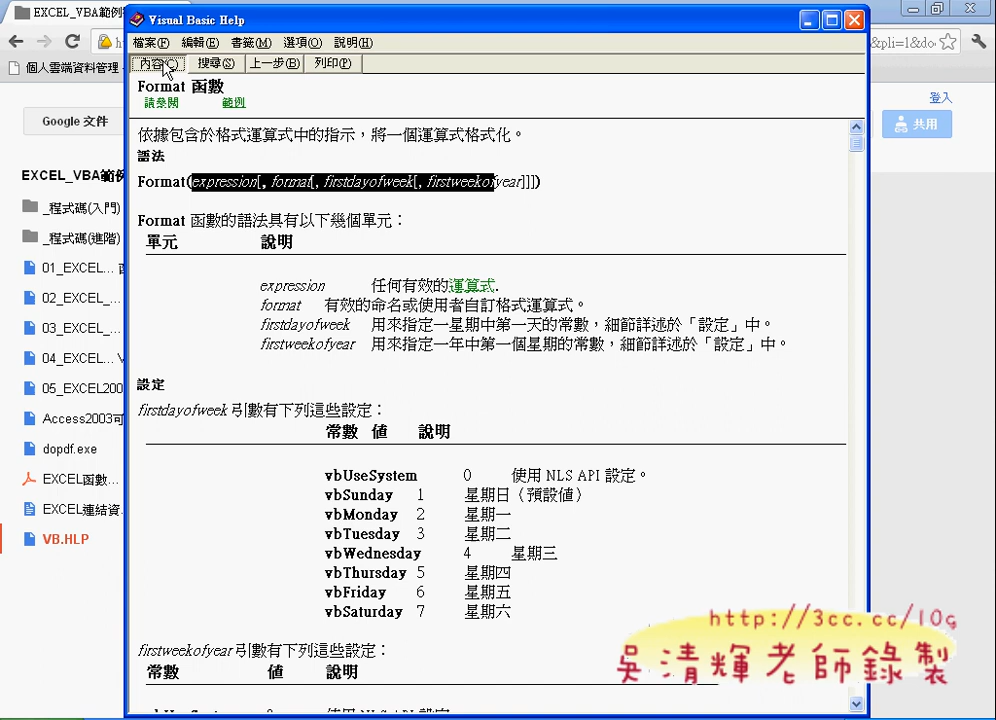 EXCEL_VBA範例
Visual Basic Help
檔案(F) 編輯(E) 書籤(M) 選項(O) 說明(H)
內容(C) 搜尋(S) 上一步(B) 列印(P)
&pli=1&do
個人雲端資料管理
登入
Google 文件
共用
EXCEL_VBA範例
_程式碼(入門)
_程式碼(進階)
01_EXCEL...
02_EXCEL_...
03_EXCEL_...
04_EXCEL...
05_EXCEL200
Access2003可
dopdf.exe
EXCEL函數...
EXCEL連結資
VB.HLP
Format 函數
請參閱 範例
依據包含於格式運算式中的指示，將一個運算式格式化。
語法
Format(expression[, format[, firstdayofweek[, firstweekofyear]]])
Format 函數的語法具有以下幾個單元：
單元 說明
expression 任何有效的運算式.
format 有效的命名或使用者自訂格式運算式。
firstdayofweek 用來指定一星期中第一天的常數，細節詳述於「設定」中。
firstweekofyear 用來指定一年中第一個星期的常數，細節詳述於「設定」中。
設定
firstdayofweek 引數有下列這些設定：
常數 值 說明
vbUseSystem 0 使用 NLS API 設定。
vbSunday 1 星期日（預設值）
vbMonday 2 星期一
vbTuesday 3 星期二
vbWednesday 4 星期三
vbThursday 5 星期四
vbFriday 6 星期五
vbSaturday 7 星期六
firstweekofyear 引數有下列這些設定：
常數 值 說明
http://3cc.cc/10g
吳清輝老師錄製